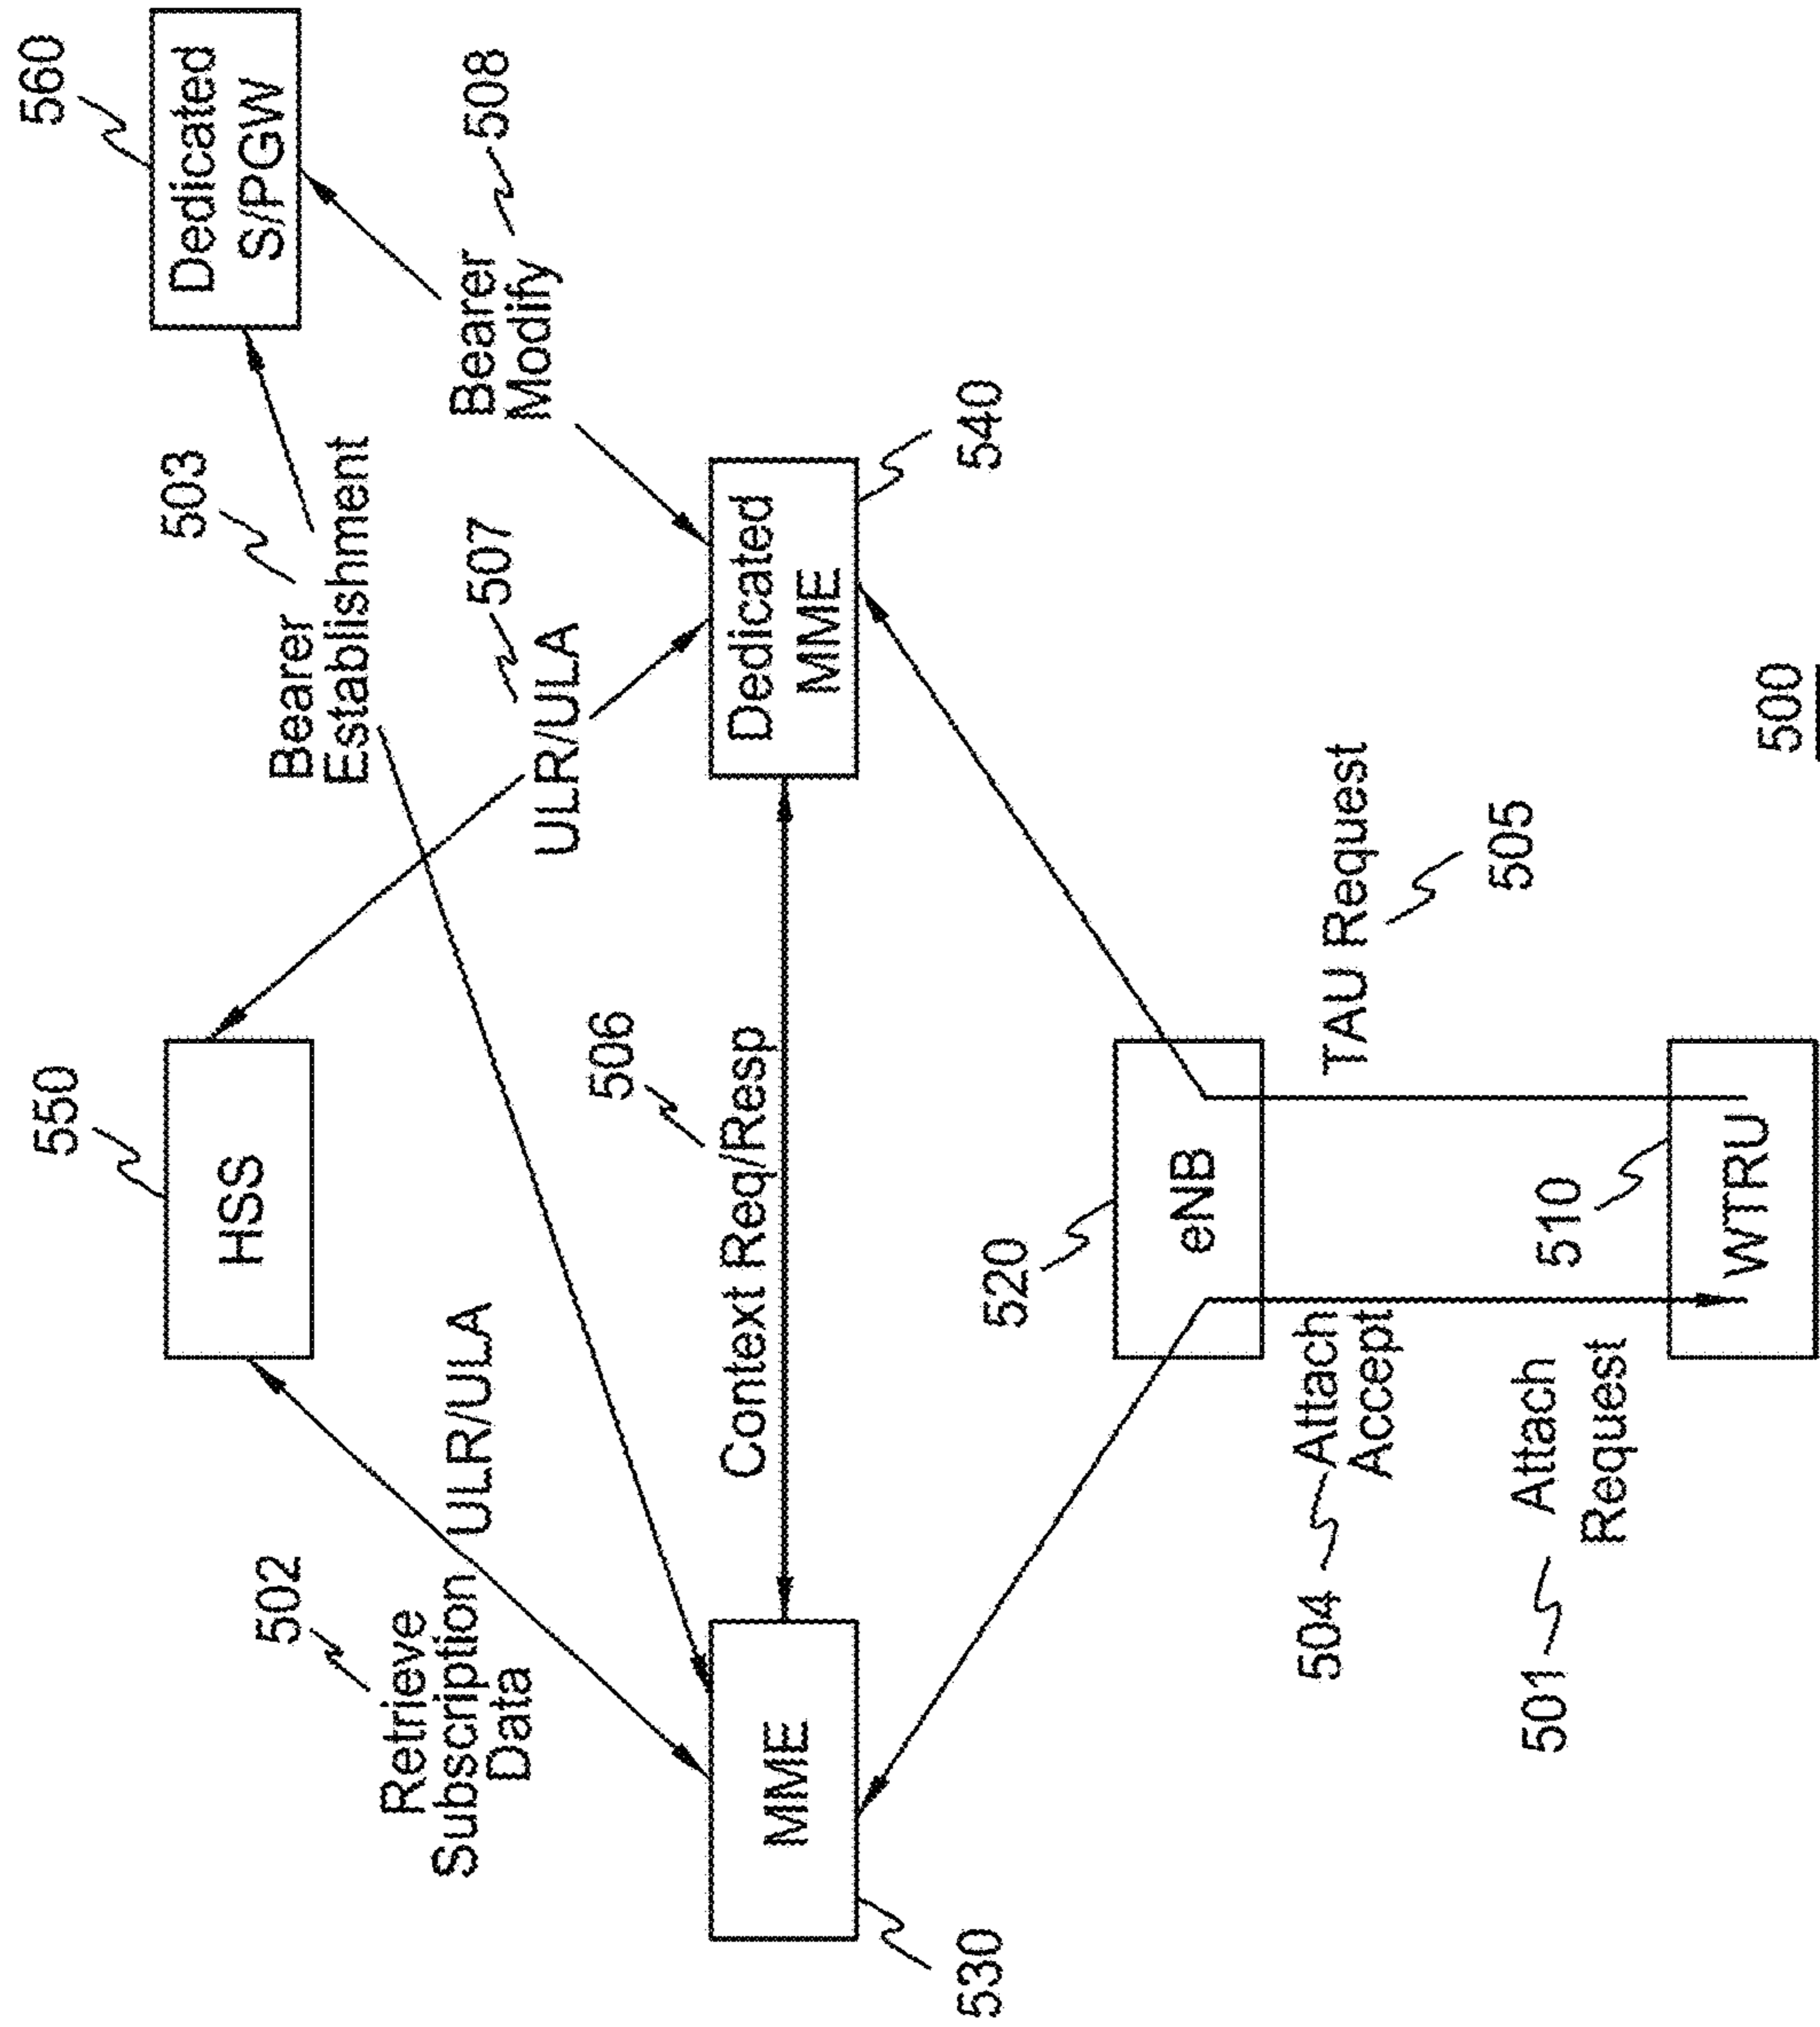 560
Dedicated
S/PGW
503
Bearer
Establishment
Bearer
Modify
508
550
HSS
502
Retrieve
Subscription ULR/ULA
Data
507
ULR/ULA
506
Context Req/Resp
MME
530
Dedicated
MME
540
520
eNB
504 Attach
Accept
TAU Request
505
501 Attach
Request
510
WTRU
500